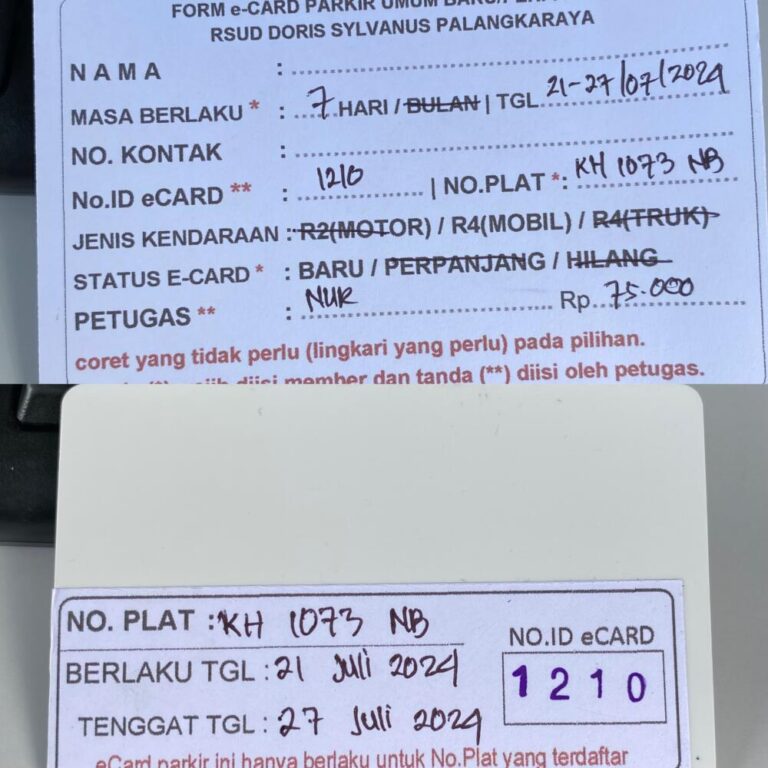 FORM e-CARD PARKIR UMUM
RSUD DORIS SYLVANUS PALANGKARAYA
NAMA :
MASA BERLAKU * : 7 HARI / BULAN | TGL 21-27/07/2024
NO. KONTAK :
No.ID eCARD ** : 1210 | NO.PLAT *: KH 1073 NB
JENIS KENDARAAN : R2(MOTOR) / R4(MOBIL) / R4(TRUK)
STATUS E-CARD * : BARU / PERPANJANG / HILANG
PETUGAS ** : NUR Rp. 75.000
coret yang tidak perlu (lingkari yang perlu) pada pilihan.
diisi member dan tanda (**) diisi oleh petugas.
NO. PLAT : KH 1073 NB
NO.ID eCARD
1210
BERLAKU TGL : 21 Juli 2024
TENGGAT TGL : 27 Juli 2024
eCard parkir ini hanya berlaku untuk No.Plat yang terdaftar